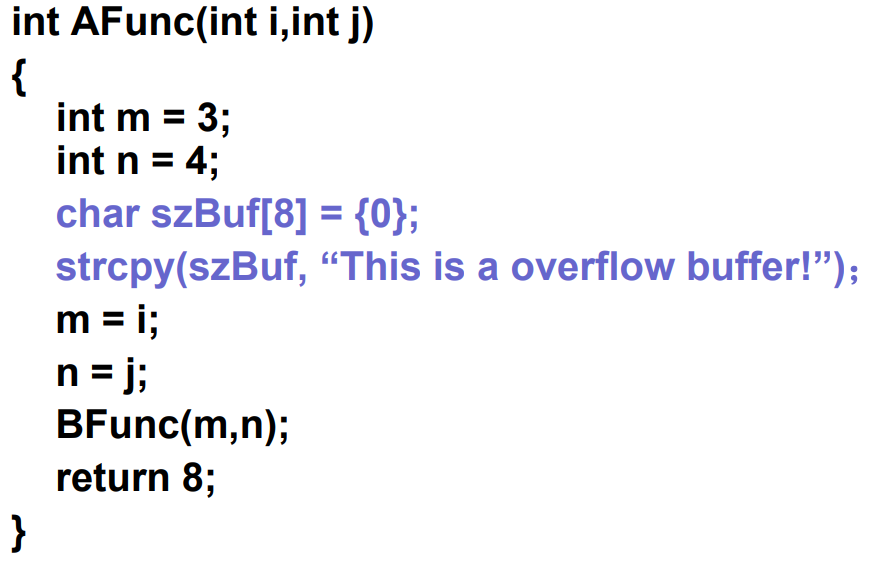 int AFunc(int i,int j)
{
int m = 3;
int n = 4;
char szBuf[8] = {0};
strcpy(szBuf, “This is a overflow buffer!”)；
m = i;
n = j;
BFunc(m,n);
return 8;
}